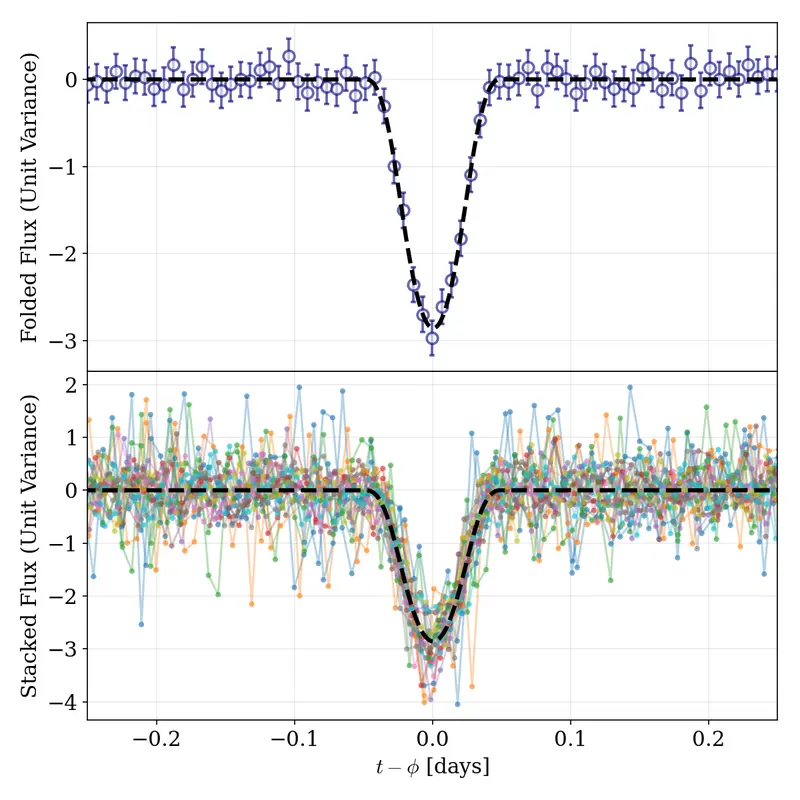 Folded Flux (Unit Variance)
0
−1
−2
−3
Stacked Flux (Unit Variance)
2
1
0
−1
−2
−3
−4
−0.2 −0.1 0.0 0.1 0.2
t − ϕ [days]